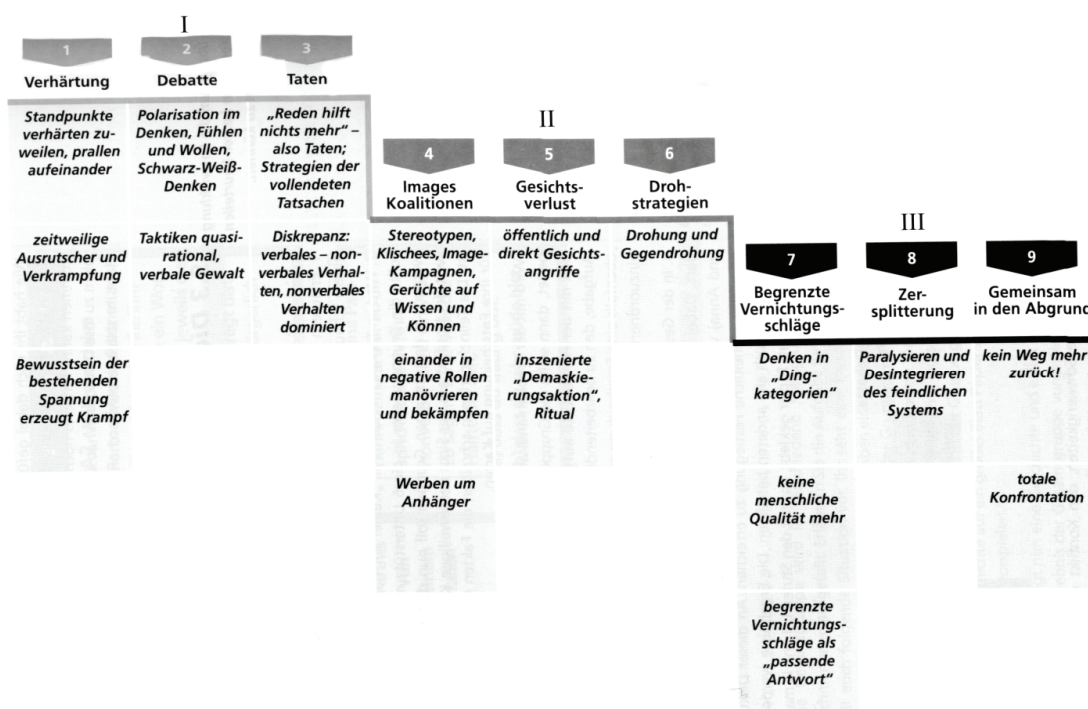 I
1
Verhärtung
Standpunkte
verhärten zu-
weilen, prallen
aufeinander
zeitweilige
Ausrutscher und
Verkrampfung
Bewusstsein der
bestehenden
Spannung
erzeugt Krampf
2
Debatte
Polarisation im
Denken, Fühlen
und Wollen,
Schwarz-Weiß-
Denken
Taktiken quasi-
rational,
verbale Gewalt
3
Taten
„Reden hilft
nichts mehr“ –
also Taten;
Strategien der
vollendeten
Tatsachen
Diskrepanz:
verbales – non-
verbales Verhal-
ten, nonverbales
Verhalten
dominiert
II
4
Images
Koalitionen
Stereotypen,
Klischees, Image-
Kampagnen,
Gerüchte auf
Wissen und
Können
einander in
negative Rollen
manövrieren
und bekämpfen
Werben um
Anhänger
5
Gesichts-
verlust
öffentlich und
direkt Gesichts-
angriffe
inszenierte
„Demaskie-
rungsaktion“,
Ritual
6
Droh-
strategien
Drohung und
Gegendrohung
III
7
Begrenzte
Vernichtungs-
schläge
Denken in
„Ding-
kategorien“
keine
menschliche
Qualität mehr
begrenzte
Vernichtungs-
schläge als
„passende
Antwort“
8
Zer-
splitterung
Paralysieren und
Desintegrieren
des feindlichen
Systems
9
Gemeinsam
in den Abgrund
kein Weg mehr
zurück!
totale
Konfrontation